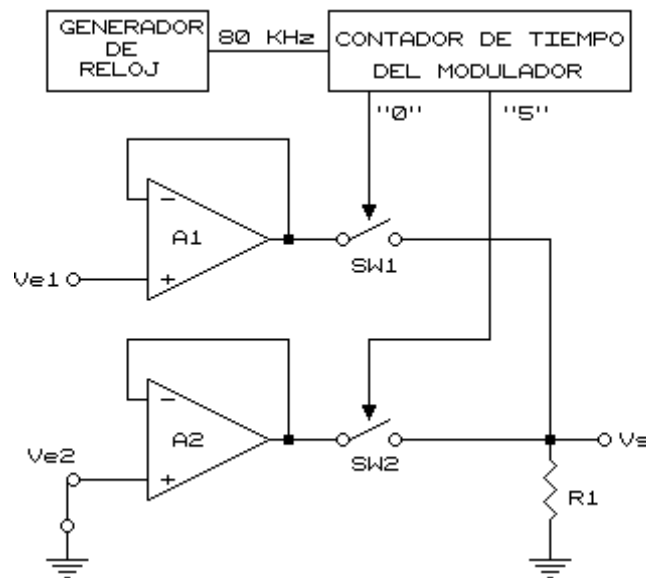 GENERADOR
DE
RELOJ
80 KHz
CONTADOR DE TIEMPO
DEL MODULADOR
"0"
"5"
A1
SW1
Ve1
A2
SW2
Ve2
Vs
R1